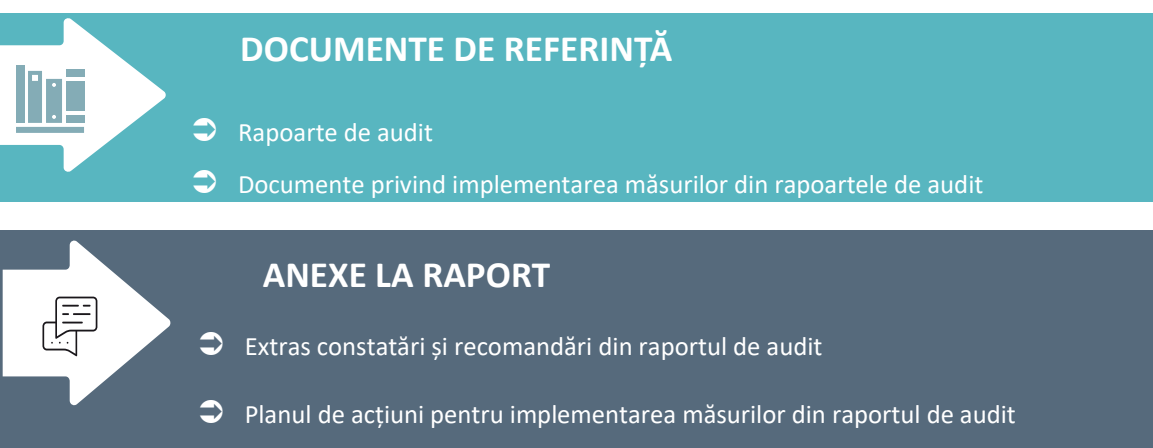 DOCUMENTE DE REFERINȚĂ
Rapoarte de audit
Documente privind implementarea măsurilor din rapoartele de audit
ANEXE LA RAPORT
Extras constatări și recomandări din raportul de audit
Planul de acțiuni pentru implementarea măsurilor din raportul de audit